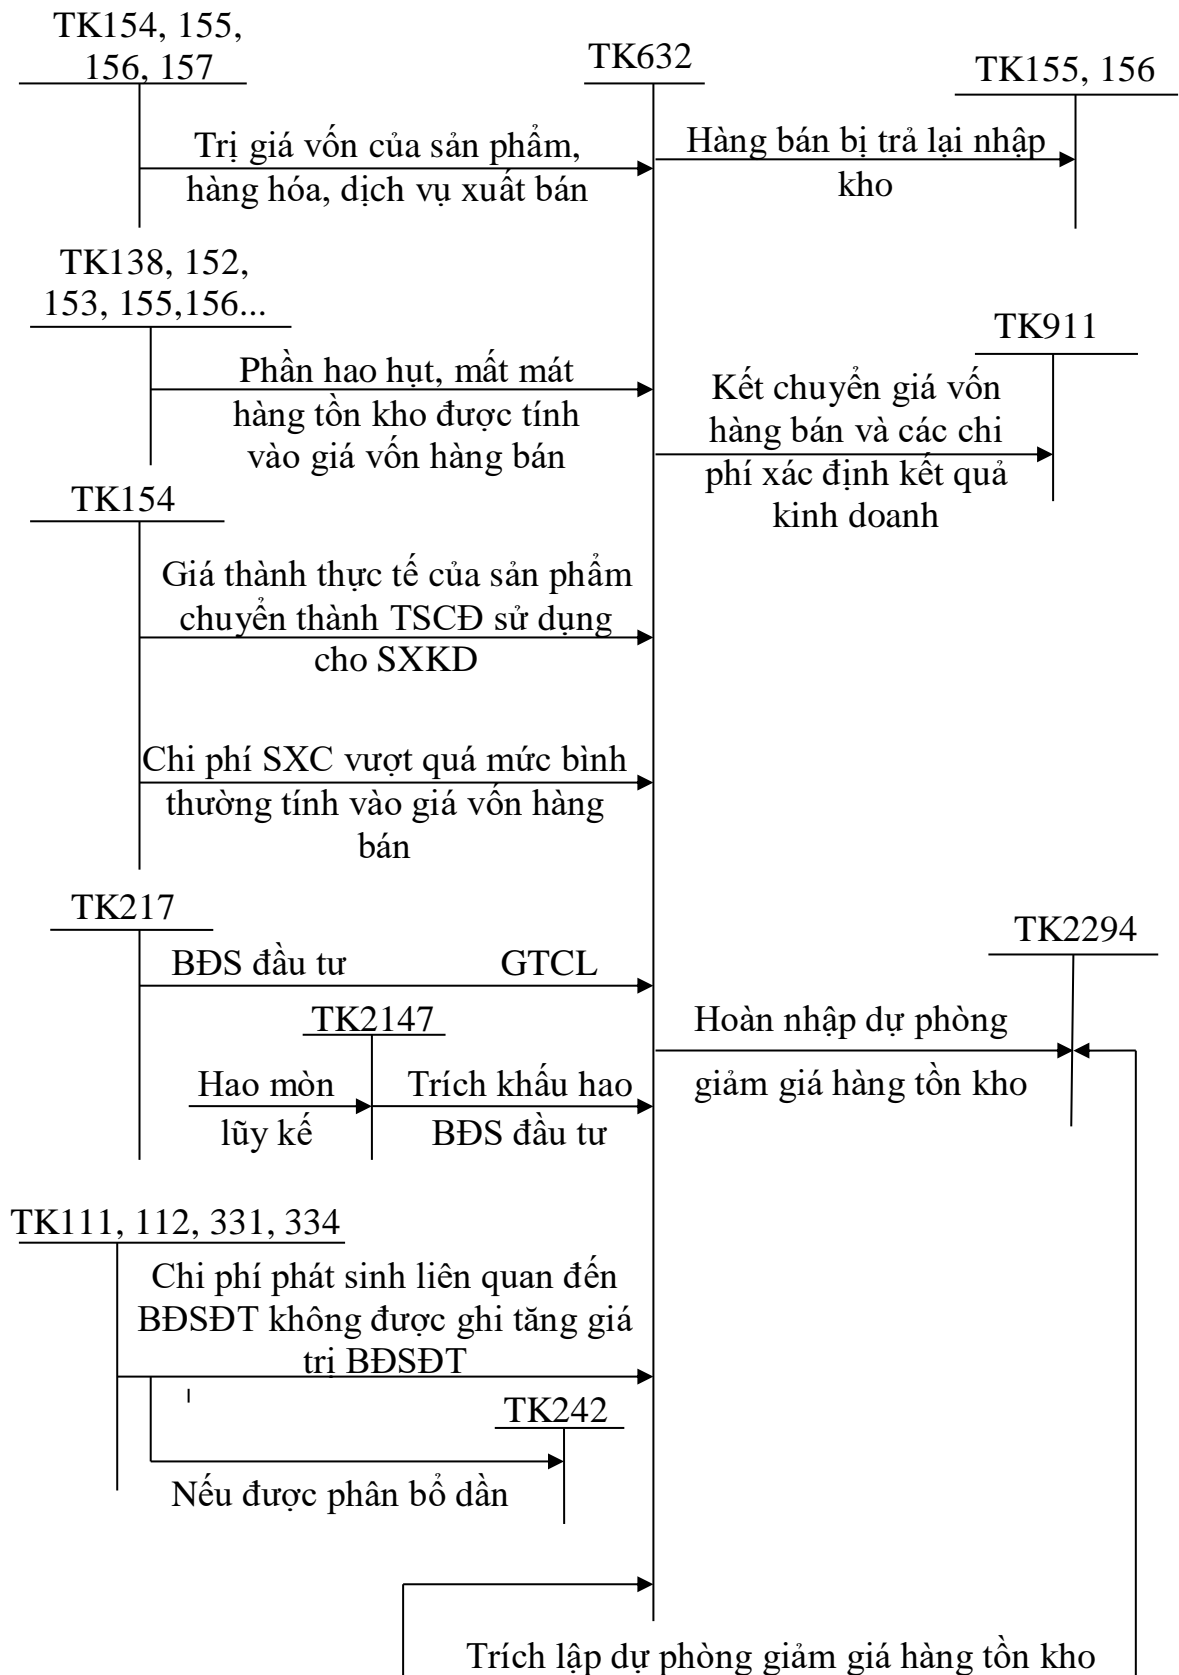 TK154, 155,
156, 157
TK632
TK155, 156
Trị giá vốn của sản phẩm,
hàng hóa, dịch vụ xuất bán
Hàng bán bị trả lại nhập
kho
TK138, 152,
153, 155,156...
TK911
Phần hao hụt, mất mát
hàng tồn kho được tính
vào giá vốn hàng bán
Kết chuyển giá vốn
hàng bán và các chi
phí xác định kết quả
kinh doanh
TK154
Giá thành thực tế của sản phẩm
chuyển thành TSCĐ sử dụng
cho SXKD
Chi phí SXC vượt quá mức bình
thường tính vào giá vốn hàng
bán
TK217
TK2294
BĐS đầu tư
GTCL
TK2147
Hoàn nhập dự phòng
giảm giá hàng tồn kho
Hao mòn
lũy kế
Trích khấu hao
BĐS đầu tư
TK111, 112, 331, 334
Chi phí phát sinh liên quan đến
BĐSĐT không được ghi tăng giá
trị BĐSĐT
TK242
Nếu được phân bổ dần
Trích lập dự phòng giảm giá hàng tồn kho